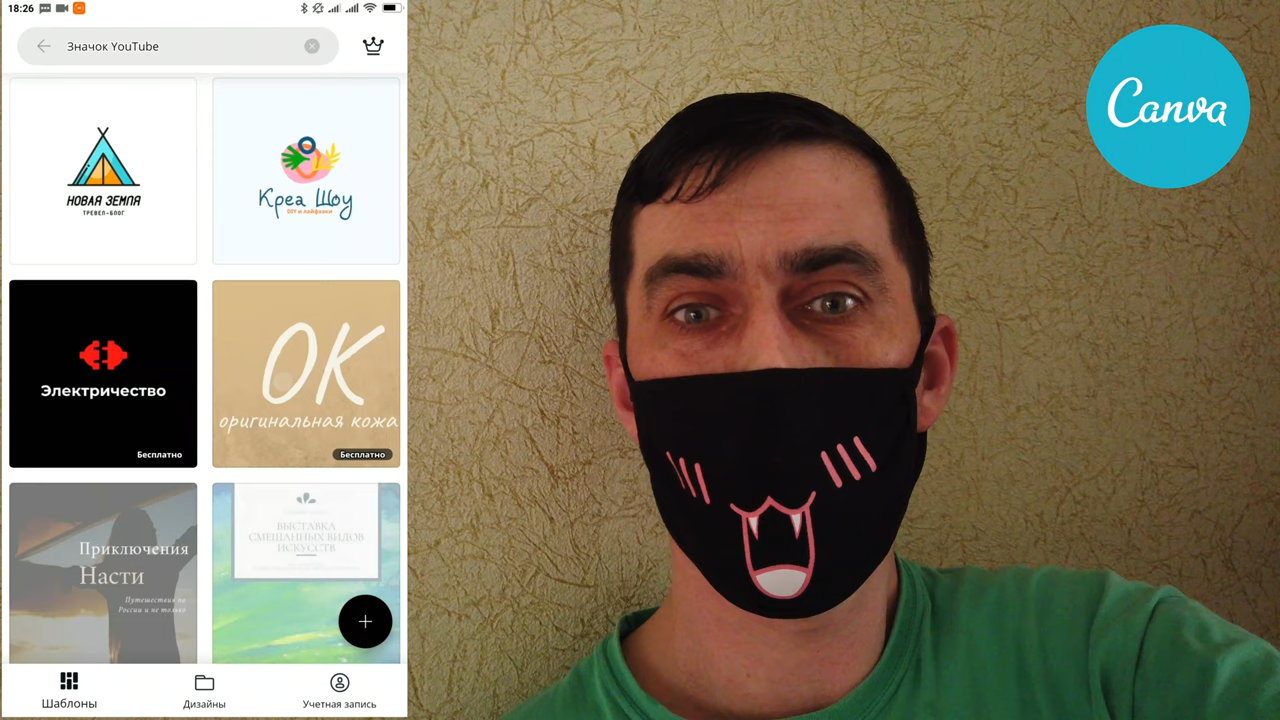 18:26
Значок YouTube
НОВАЯ ЗЕМЛА
ТРЕВЕЛ-БЛОГ
Креа Шоу
DIY и лайфхаки
Электричество
Бесплатно
ОК
оригинальная кожа
Бесплатно
Приключения
Насти
Путешествия по
России и не только
ВЫСТАВКА
СМЕШАННЫХ ВИДОВ
ИСКУССТВ
Шаблоны
Дизайны
Учетная запись
Canva